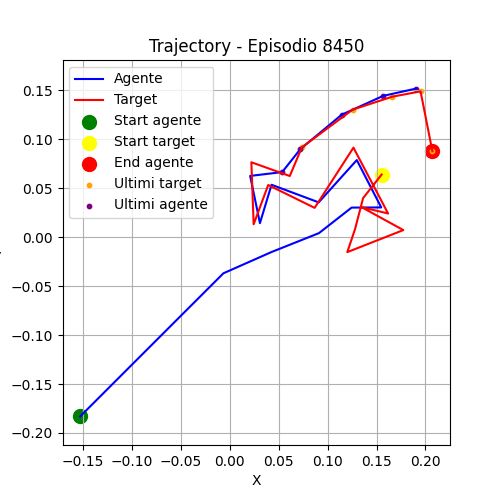 Trajectory - Episodio 8450
Agente
Target
Start agente
Start target
End agente
Ultimi target
Ultimi agente
0.15
0.10
0.05
0.00
−0.05
−0.10
−0.15
−0.20
−0.15 −0.10 −0.05 0.00 0.05 0.10 0.15 0.20
X